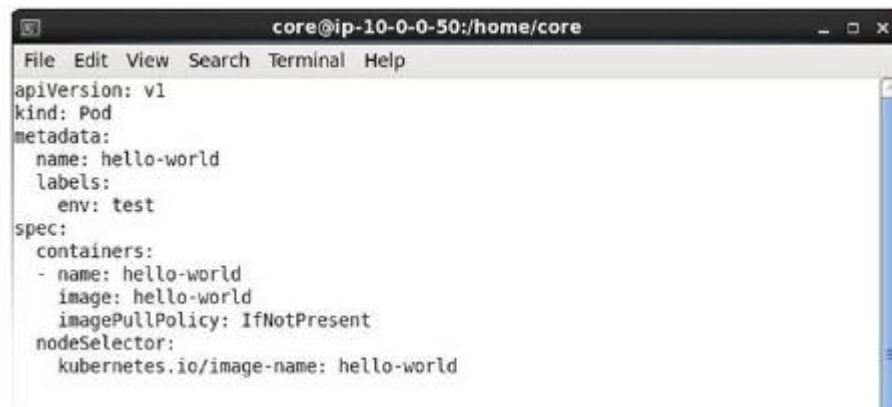 core@ip-10-0-0-50:/home/core
File Edit View Search Terminal Help
apiVersion: v1
kind: Pod
metadata:
  name: hello-world
  labels:
    env: test
spec:
  containers:
  - name: hello-world
    image: hello-world
    imagePullPolicy: IfNotPresent
  nodeSelector:
    kubernetes.io/image-name: hello-world